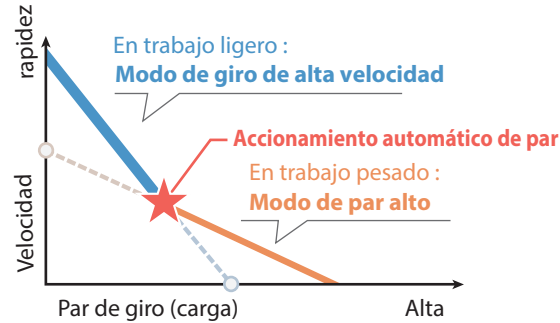 rapidez
En trabajo ligero :
Modo de giro de alta velocidad
Accionamiento automático de par
En trabajo pesado :
Modo de par alto
Velocidad
Par de giro (carga)
Alta